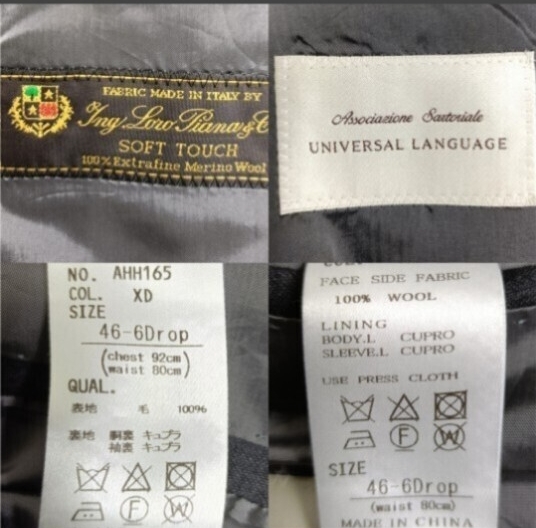 FABRIC MADE IN ITALY BY
Ing. Loro Piana & C
SOFT TOUCH
100% Extrafine Merino Wool
Associazione Sartoriale
UNIVERSAL LANGUAGE
NO. AHH165
COL. XD
SIZE
46-6Drop
(chest 92cm)
(waist 80cm)
QUAL.
表地 毛 100%
裏地 胴裏 キュプラ
袖裏 キュプラ
FACE SIDE FABRIC
100% WOOL
LINING
BODY.L CUPRO
SLEEVE.L CUPRO
USE PRESS CLOTH
F W
SIZE
46-6Drop
(waist 80cm)
MADE IN CHINA